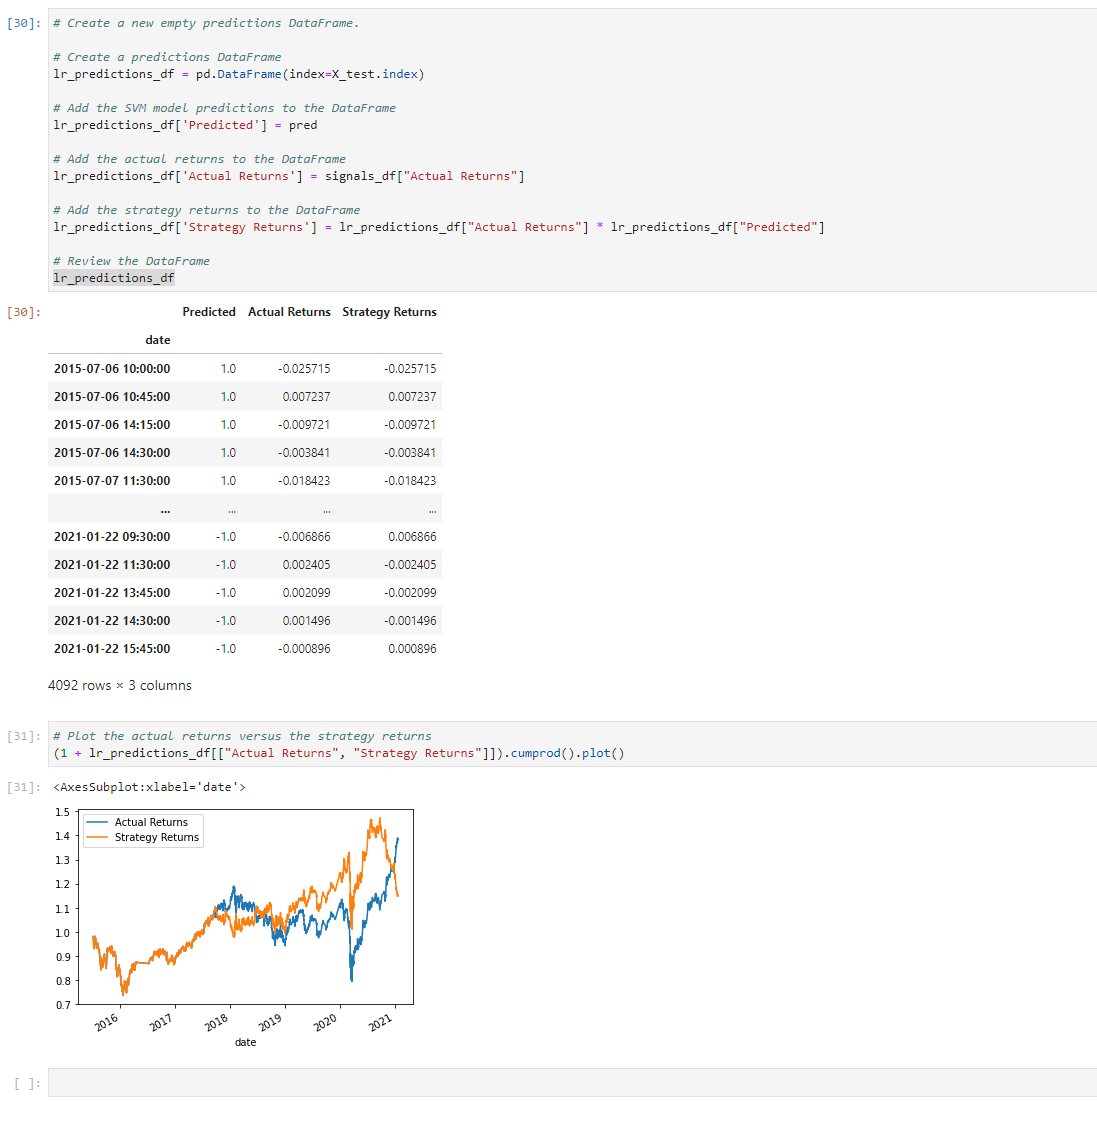 [30]: # Create a new empty predictions DataFrame.
# Create a predictions DataFrame
lr_predictions_df = pd.DataFrame(index=X_test.index)
# Add the SVM model predictions to the DataFrame
lr_predictions_df['Predicted'] = pred
# Add the actual returns to the DataFrame
lr_predictions_df['Actual Returns'] = signals_df["Actual Returns"]
# Add the strategy returns to the DataFrame
lr_predictions_df['Strategy Returns'] = lr_predictions_df["Actual Returns"] * lr_predictions_df["Predicted"]
# Review the DataFrame
lr_predictions_df
[30]: Predicted Actual Returns Strategy Returns
date
2015-07-06 10:00:00 1.0 -0.025715 -0.025715
2015-07-06 10:45:00 1.0 0.007237 0.007237
2015-07-06 14:15:00 1.0 -0.009721 -0.009721
2015-07-06 14:30:00 1.0 -0.003841 -0.003841
2015-07-07 11:30:00 1.0 -0.018423 -0.018423
... ... ... ...
2021-01-22 09:30:00 -1.0 -0.006866 0.006866
2021-01-22 11:30:00 -1.0 0.002405 -0.002405
2021-01-22 13:45:00 -1.0 0.002099 -0.002099
2021-01-22 14:30:00 -1.0 0.001496 -0.001496
2021-01-22 15:45:00 -1.0 -0.000896 0.000896
4092 rows × 3 columns
[31]: # Plot the actual returns versus the strategy returns
(1 + lr_predictions_df[["Actual Returns", "Strategy Returns"]]).cumprod().plot()
[31]: <AxesSubplot:xlabel='date'>
Actual Returns
Strategy Returns
1.5
1.4
1.3
1.2
1.1
1.0
0.9
0.8
0.7
2016 2017 2018 2019 2020 2021
date
[ ]: